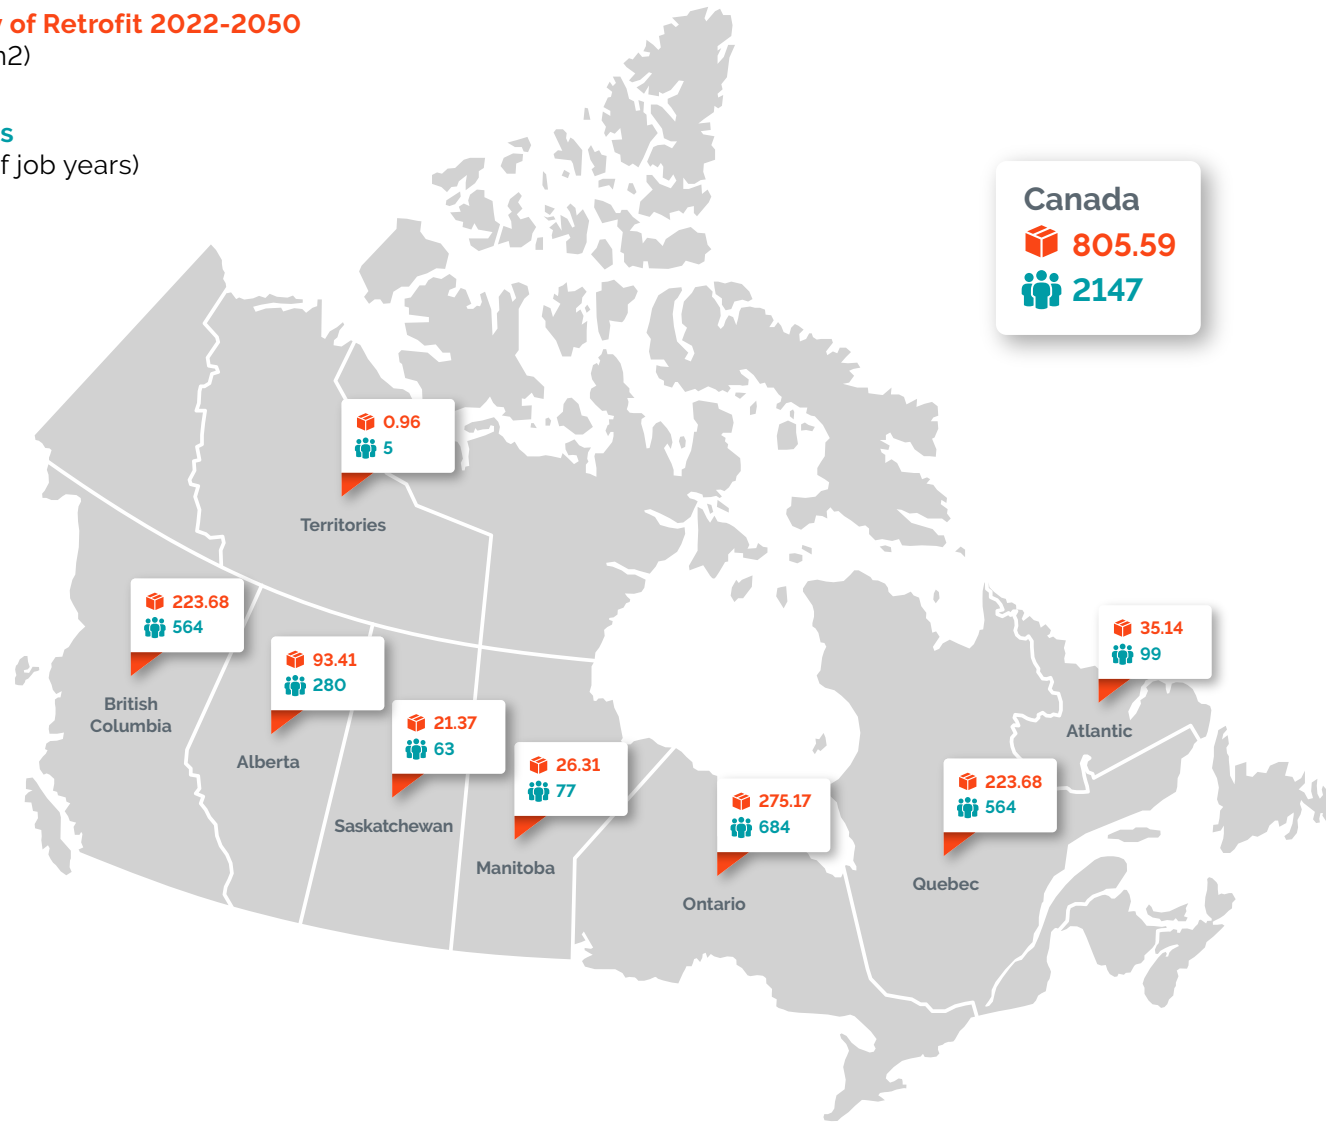 of Retrofit 2022-2050
job years)
Canada
805.59
2147
0.96
5
Territories
223.68
564
British
Columbia
93.41
280
Alberta
21.37
63
Saskatchewan
26.31
77
Manitoba
275.17
684
Ontario
223.68
564
Quebec
35.14
99
Atlantic